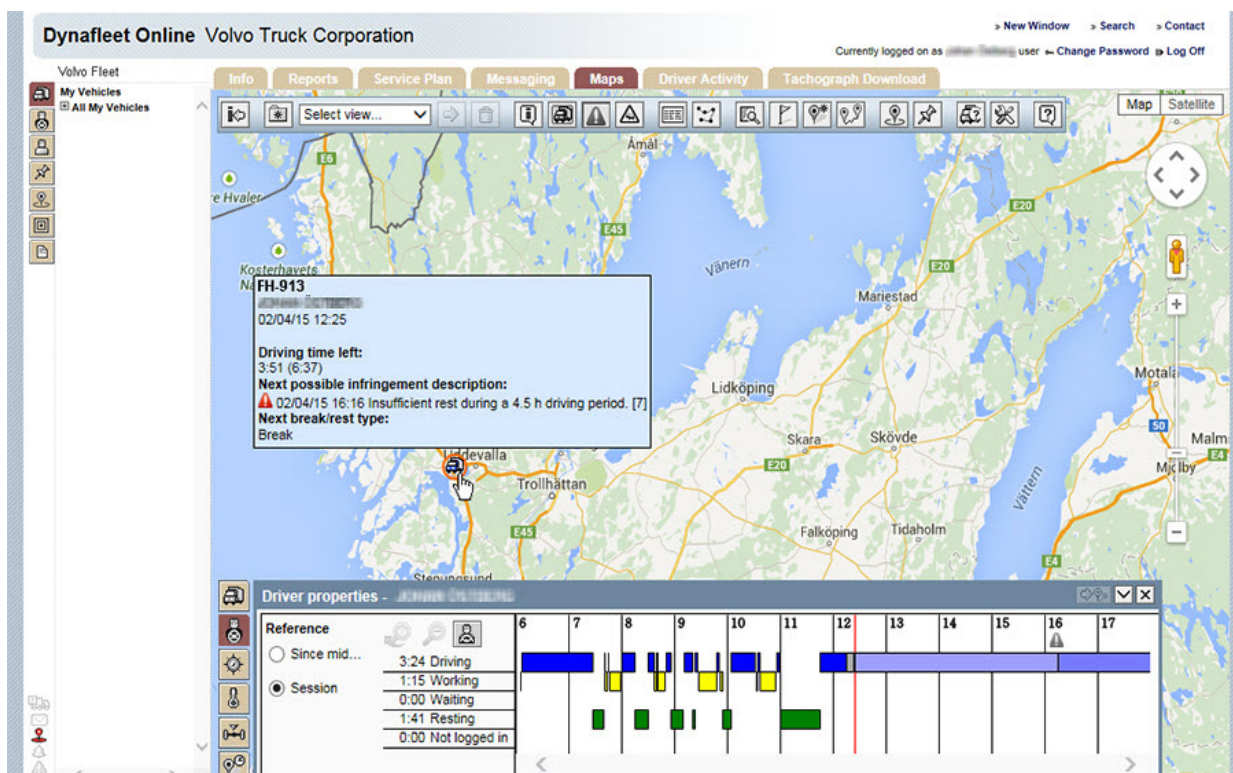 Dynafleet Online Volvo Truck Corporation
» New Window » Search » Contact
Currently logged on as user Change Password Log Off
Volvo Fleet
My Vehicles
All My Vehicles
Info Reports Service Plan Messaging Maps Driver Activity Tachograph Download
Select view...
Map Satellite
Åmål
E6
e Hvaler
E20
E45
Kosterhavets
Na
Vänern
E20
Mariestad
FH-913
02/04/15 12:25
Driving time left:
3:51 (6:37)
Next possible infringement description:
02/04/15 16:16 Insufficient rest during a 4.5 h driving period. [7]
Next break/rest type:
Break
Motala
Lidköping
50
Skara Skövde
Malm
E4
Uddevalla
E20
Mjölby
Trollhättan
Vättern
E45
Falköping Tidaholm
E4
Stenungsund
Driver properties -
Reference
6 7 8 9 10 11 12 13 14 15 16 17
Since mid...
3:24 Driving
1:15 Working
Session
0:00 Waiting
1:41 Resting
0:00 Not logged in